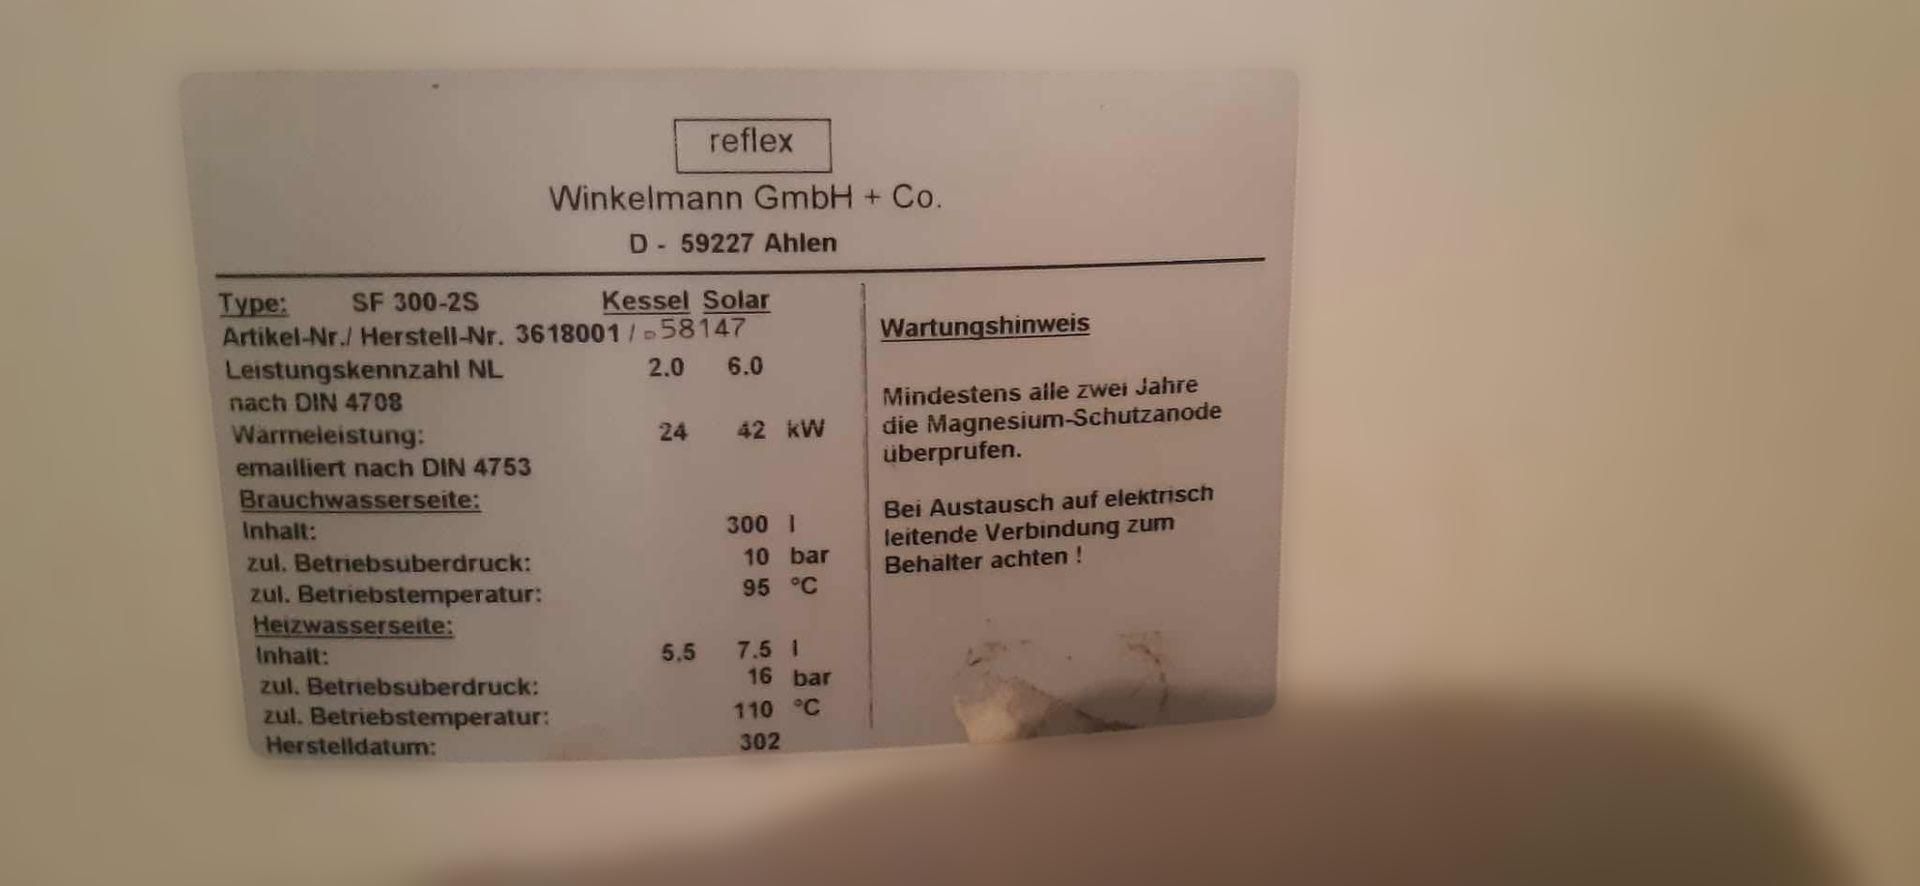 reflex
Winkelmann GmbH + Co.
D - 59227 Ahlen
Type: SF 300-2S Kessel Solar
Artikel-Nr./ Herstell-Nr. 3618001 / 58147
Leistungskennzahl NL 2.0 6.0
nach DIN 4708
Wärmeleistung: 24 42 kW
emailliert nach DIN 4753
Brauchwasserseite:
Inhalt: 300 l
zul. Betriebsüberdruck: 10 bar
zul. Betriebstemperatur: 95 °C
Heizwasserseite:
Inhalt: 5.5 7.5 l
zul. Betriebsüberdruck: 16 bar
zul. Betriebstemperatur: 110 °C
Herstelldatum: 302
Wartungshinweis
Mindestens alle zwei Jahre
die Magnesium-Schutzanode
überprüfen.
Bei Austausch auf elektrisch
leitende Verbindung zum
Behälter achten !